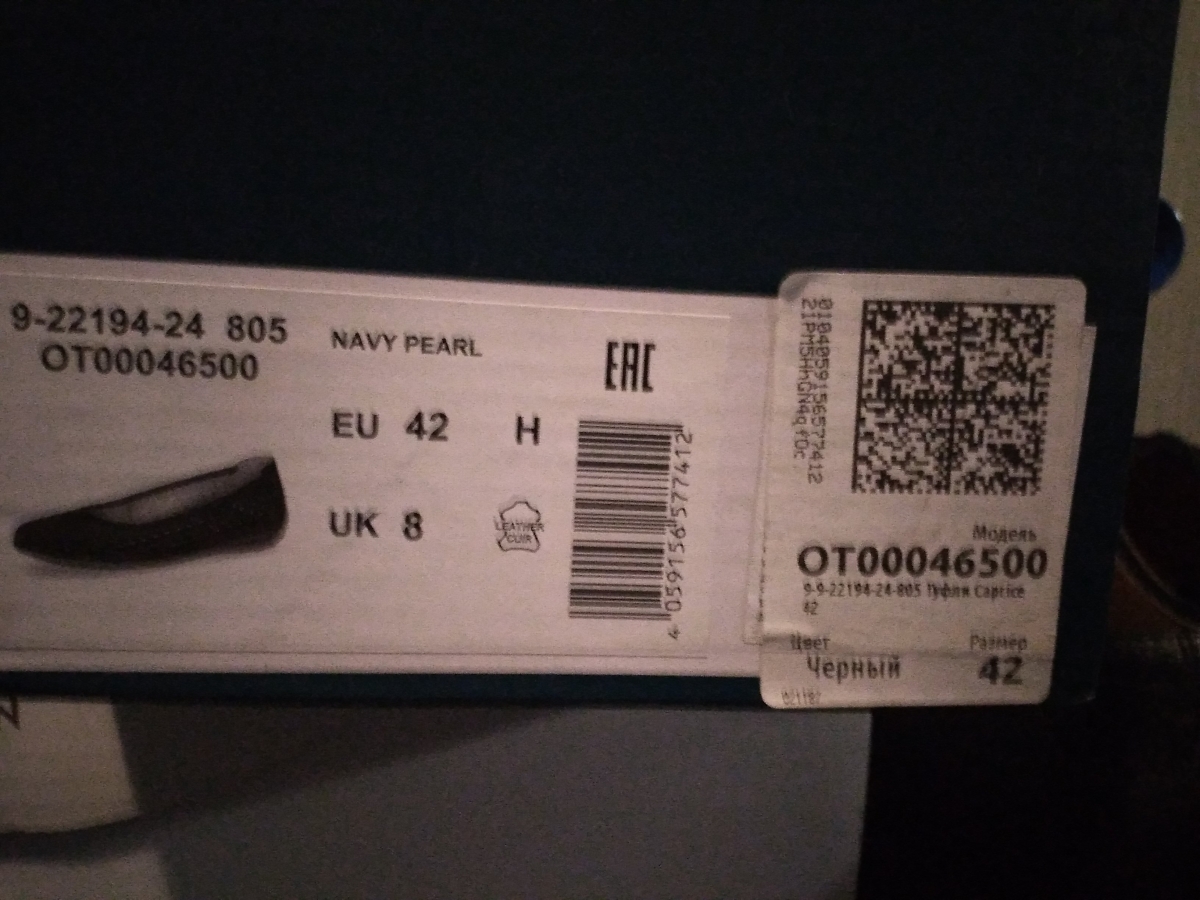 9-22194-24 805
OT00046500
NAVY PEARL
EU 42 H
UK 8
LEATHER
CUIR
EAC
4 059156 577412
0104059156577412
Модель
OT00046500
9-9-22194-24-805 Туфли Caprice
42
Цвет Размер
Черный 42